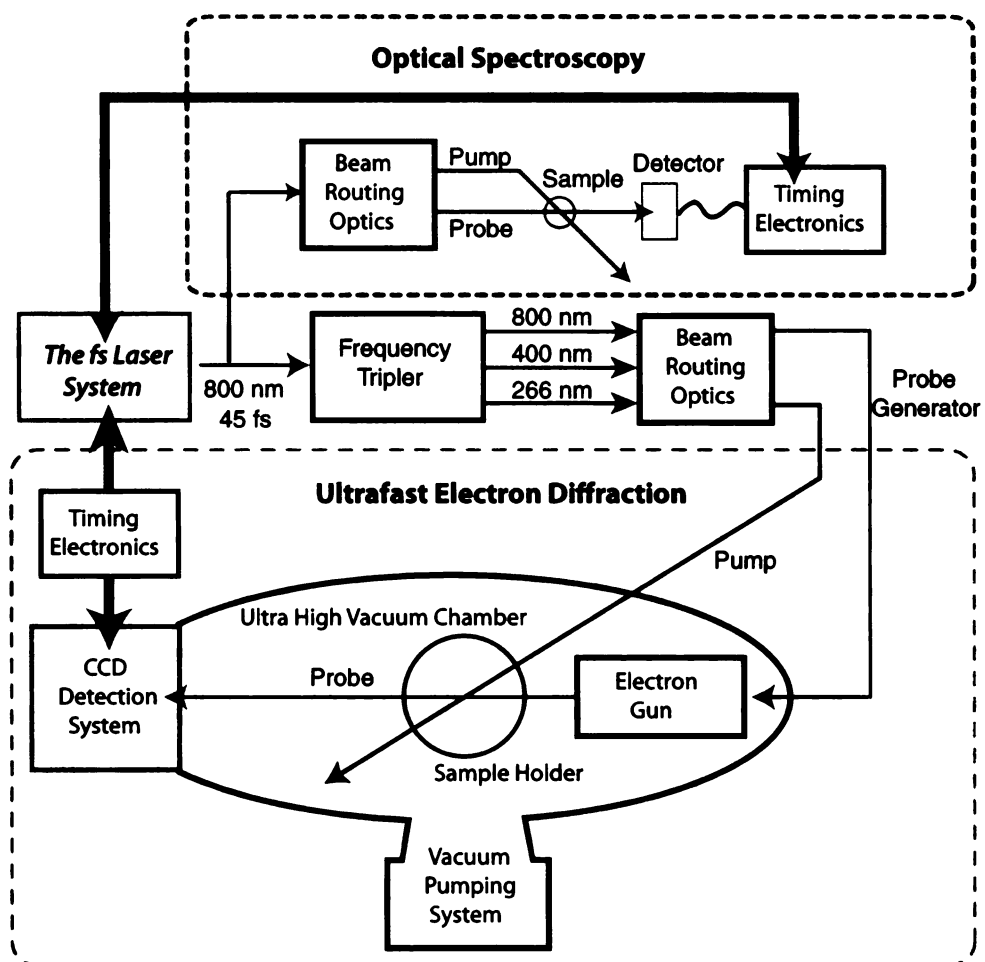 Optical Spectroscopy
Beam
Routing
Optics
Pump
Probe
Sample
Detector
Timing
Electronics
The fs Laser
System
800 nm
45 fs
Frequency
Tripler
800 nm
400 nm
266 nm
Beam
Routing
Optics
Probe
Generator
Ultrafast Electron Diffraction
Timing
Electronics
Pump
Ultra High Vacuum Chamber
CCD
Detection
System
Probe
Electron
Gun
Sample Holder
Vacuum
Pumping
System